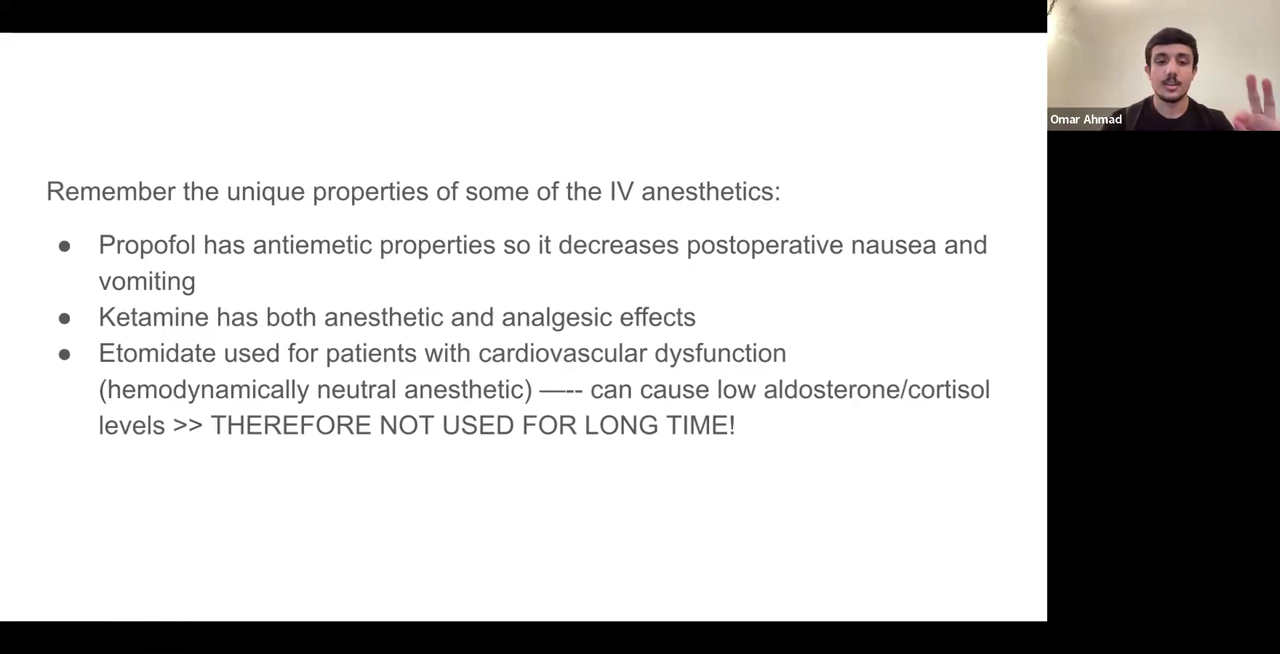 Remember the unique properties of some of the IV anesthetics:
● Propofol has antiemetic properties so it decreases postoperative nausea and
vomiting
● Ketamine has both anesthetic and analgesic effects
● Etomidate used for patients with cardiovascular dysfunction
(hemodynamically neutral anesthetic) —-- can cause low aldosterone/cortisol
levels >> THEREFORE NOT USED FOR LONG TIME!
Omar Ahmad